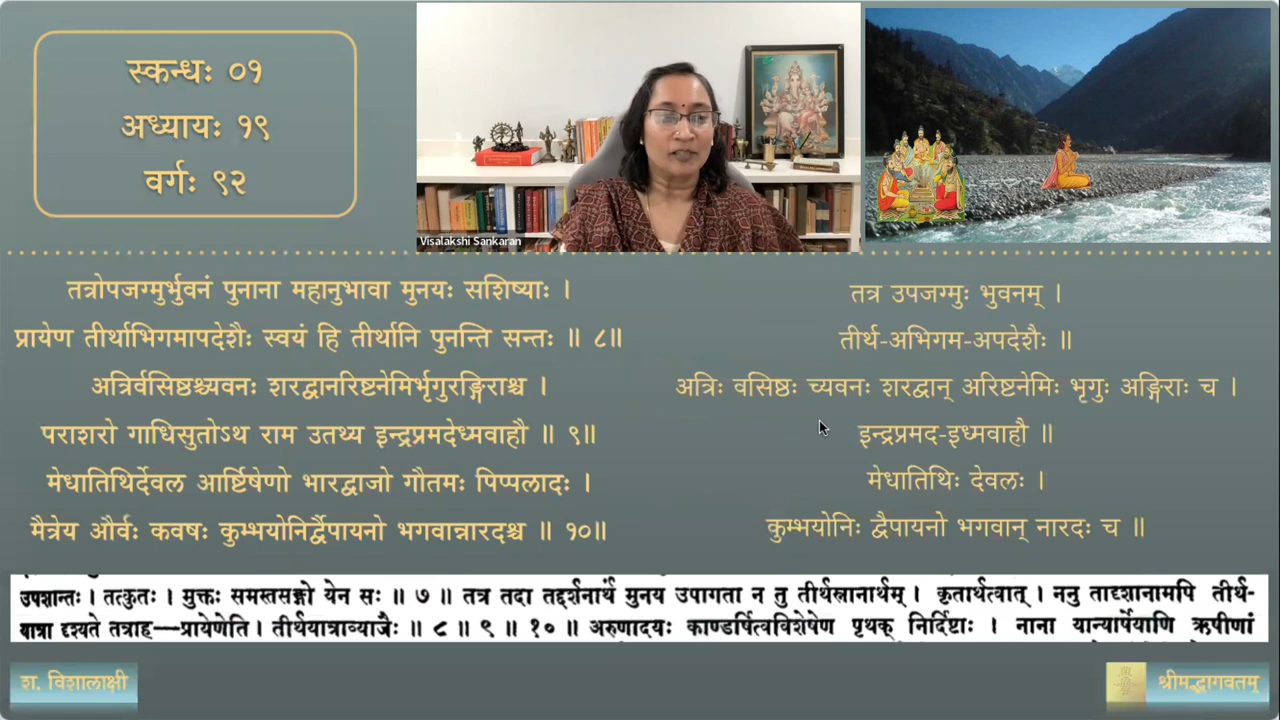 स्कन्धः ०१
अध्यायः १९
वर्गः ९२
Visalakshi Sankaran
तत्रोपजग्मुर्भुवनं पुनाना महानुभावा मुनयः सशिष्याः ।
प्रायेण तीर्थाभिगमापदेशैः स्वयं हि तीर्थानि पुनन्ति सन्तः ॥ ८॥
अत्रिर्वसिष्ठश्च्यवनः शरद्वानरिष्टनेमिर्भृगुरङ्गिराश्च ।
पराशरो गाधिसुतोऽथ राम उतथ्य इन्द्रप्रमदेध्मवाहौ ॥ ९॥
मेधातिथिर्देवल आर्ष्टिषेणो भारद्वाजो गौतमः पिप्पलादः ।
मैत्रेय और्वः कवषः कुम्भयोनिर्द्वैपायनो भगवान्नारदश्च ॥ १०॥
तत्र उपजग्मुः भुवनम् ।
तीर्थ-अभिगम-अपदेशैः ॥
अत्रिः वसिष्ठः च्यवनः शरद्वान् अरिष्टनेमिः भृगुः अङ्गिराः च ।
इन्द्रप्रमद-इध्मवाहौ ॥
मेधातिथिः देवलः ।
कुम्भयोनिः द्वैपायनो भगवान् नारदः च ॥
उपशान्तः । तत्कुतः । मुक्तः समस्तसङ्गो येन सः ॥ ७ ॥ तत्र तदा तद्दर्शनार्थं मुनय उपागता न तु तीर्थस्नानार्थम् । कृतार्थत्वात् । ननु तादृशानामपि तीर्थ-
यात्रा दृश्यते तत्राह—प्रायेणेति । तीर्थयात्राव्याजैः ॥ ८ ॥ ९ ॥ १० ॥ अरुणादयः काण्डर्षित्वविशेषेण पृथक् निर्दिष्टाः । नाना यान्यार्षेयाणि ऋषीणां
श. विशालाक्षी
श्रीमद्भागवतम्